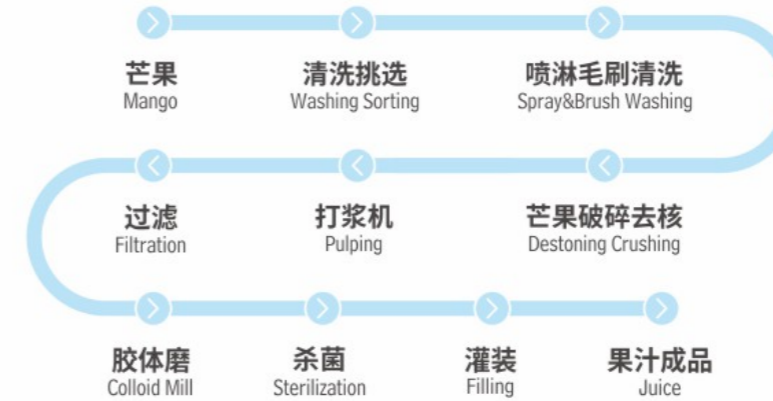 芒果
Mango
清洗挑选
Washing Sorting
喷淋毛刷清洗
Spray&Brush Washing
芒果破碎去核
Destoning Crushing
打浆机
Pulping
过滤
Filtration
胶体磨
Colloid Mill
杀菌
Sterilization
灌装
Filling
果汁成品
Juice